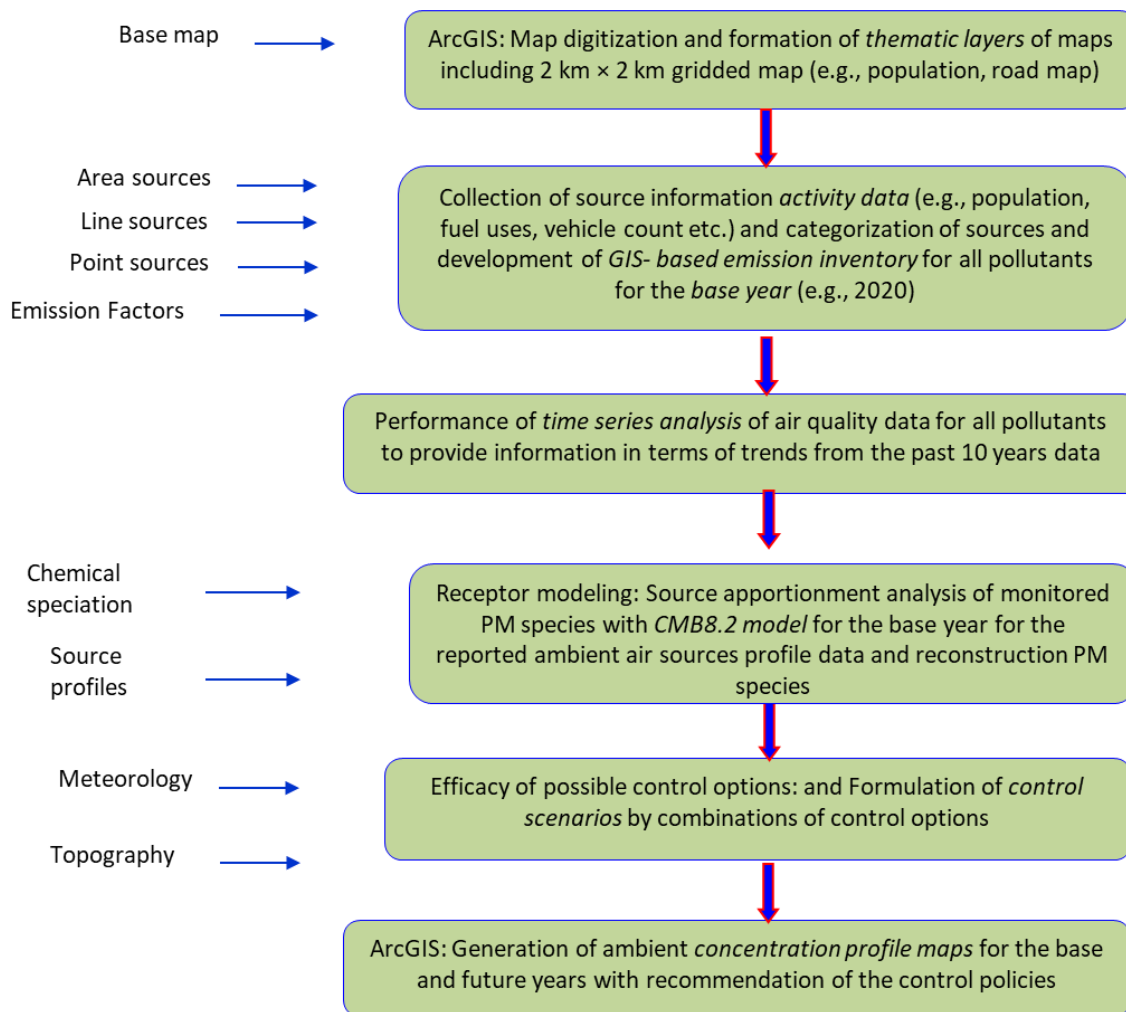 Base map
ArcGIS: Map digitization and formation of thematic layers of maps
including 2 km × 2 km gridded map (e.g., population, road map)
Area sources
Line sources
Point sources
Emission Factors
Collection of source information activity data (e.g., population,
fuel uses, vehicle count etc.) and categorization of sources and
development of GIS- based emission inventory for all pollutants
for the base year (e.g., 2020)
Performance of time series analysis of air quality data for all pollutants
to provide information in terms of trends from the past 10 years data
Chemical
speciation
Source
profiles
Receptor modeling: Source apportionment analysis of monitored
PM species with CMB8.2 model for the base year for the
reported ambient air sources profile data and reconstruction PM
species
Meteorology
Topography
Efficacy of possible control options: and Formulation of control
scenarios by combinations of control options
ArcGIS: Generation of ambient concentration profile maps for the base
and future years with recommendation of the control policies